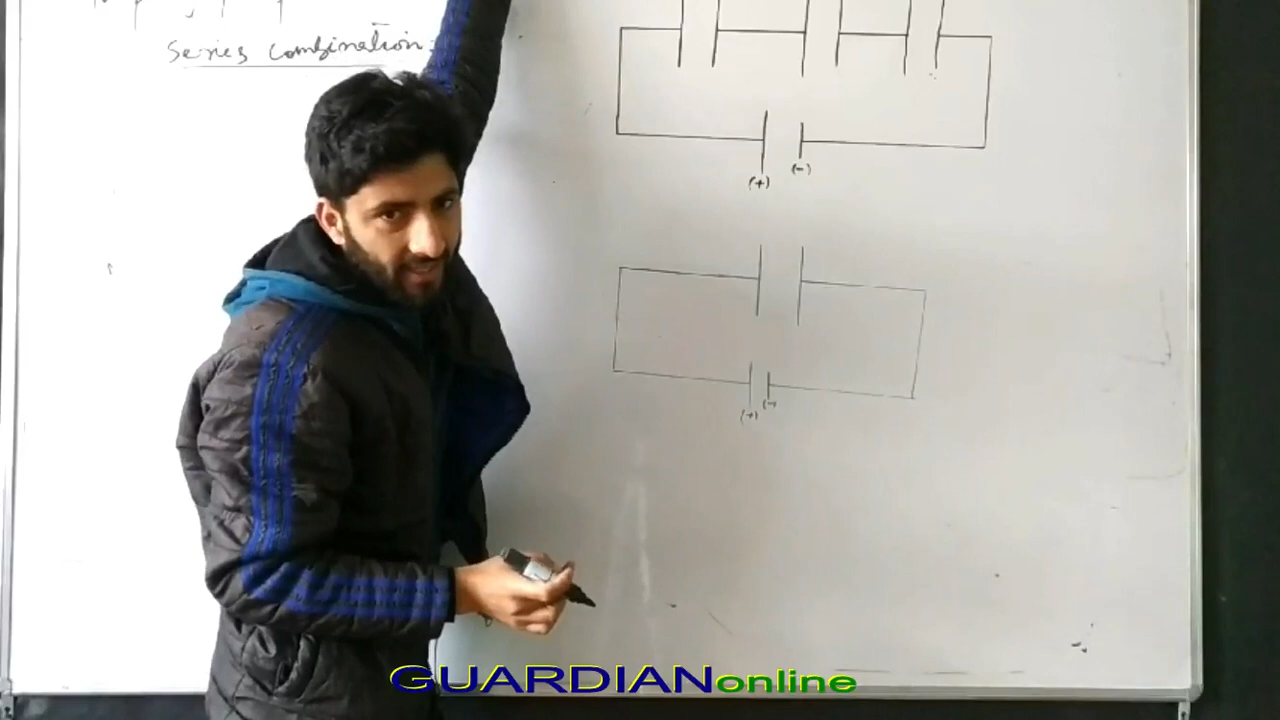 Series combination:
(+) (-)
(+) (-)
GUARDIANonline